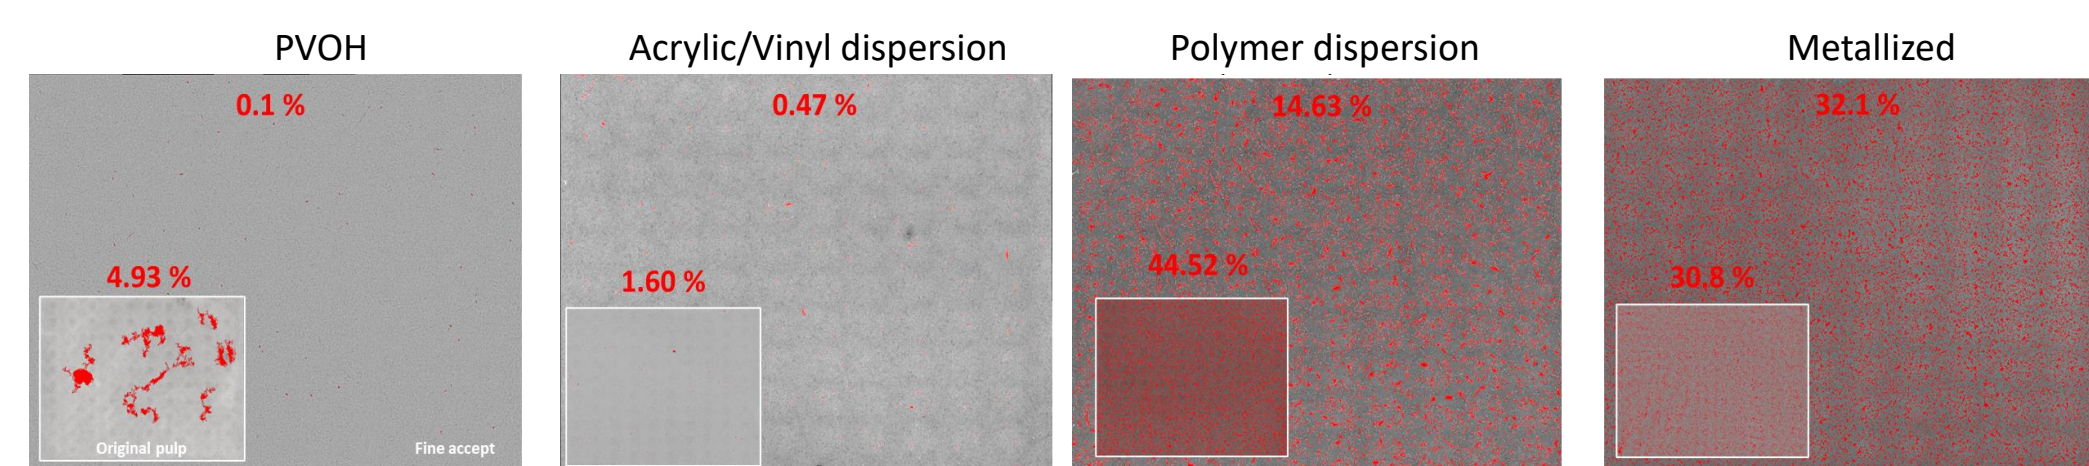 PVOH
0.1 %
4.93 %
Original pulp
Fine accept
Acrylic/Vinyl dispersion
0.47 %
1.60 %
Polymer dispersion
14.63 %
44.52 %
Metallized
32.1 %
30.8 %